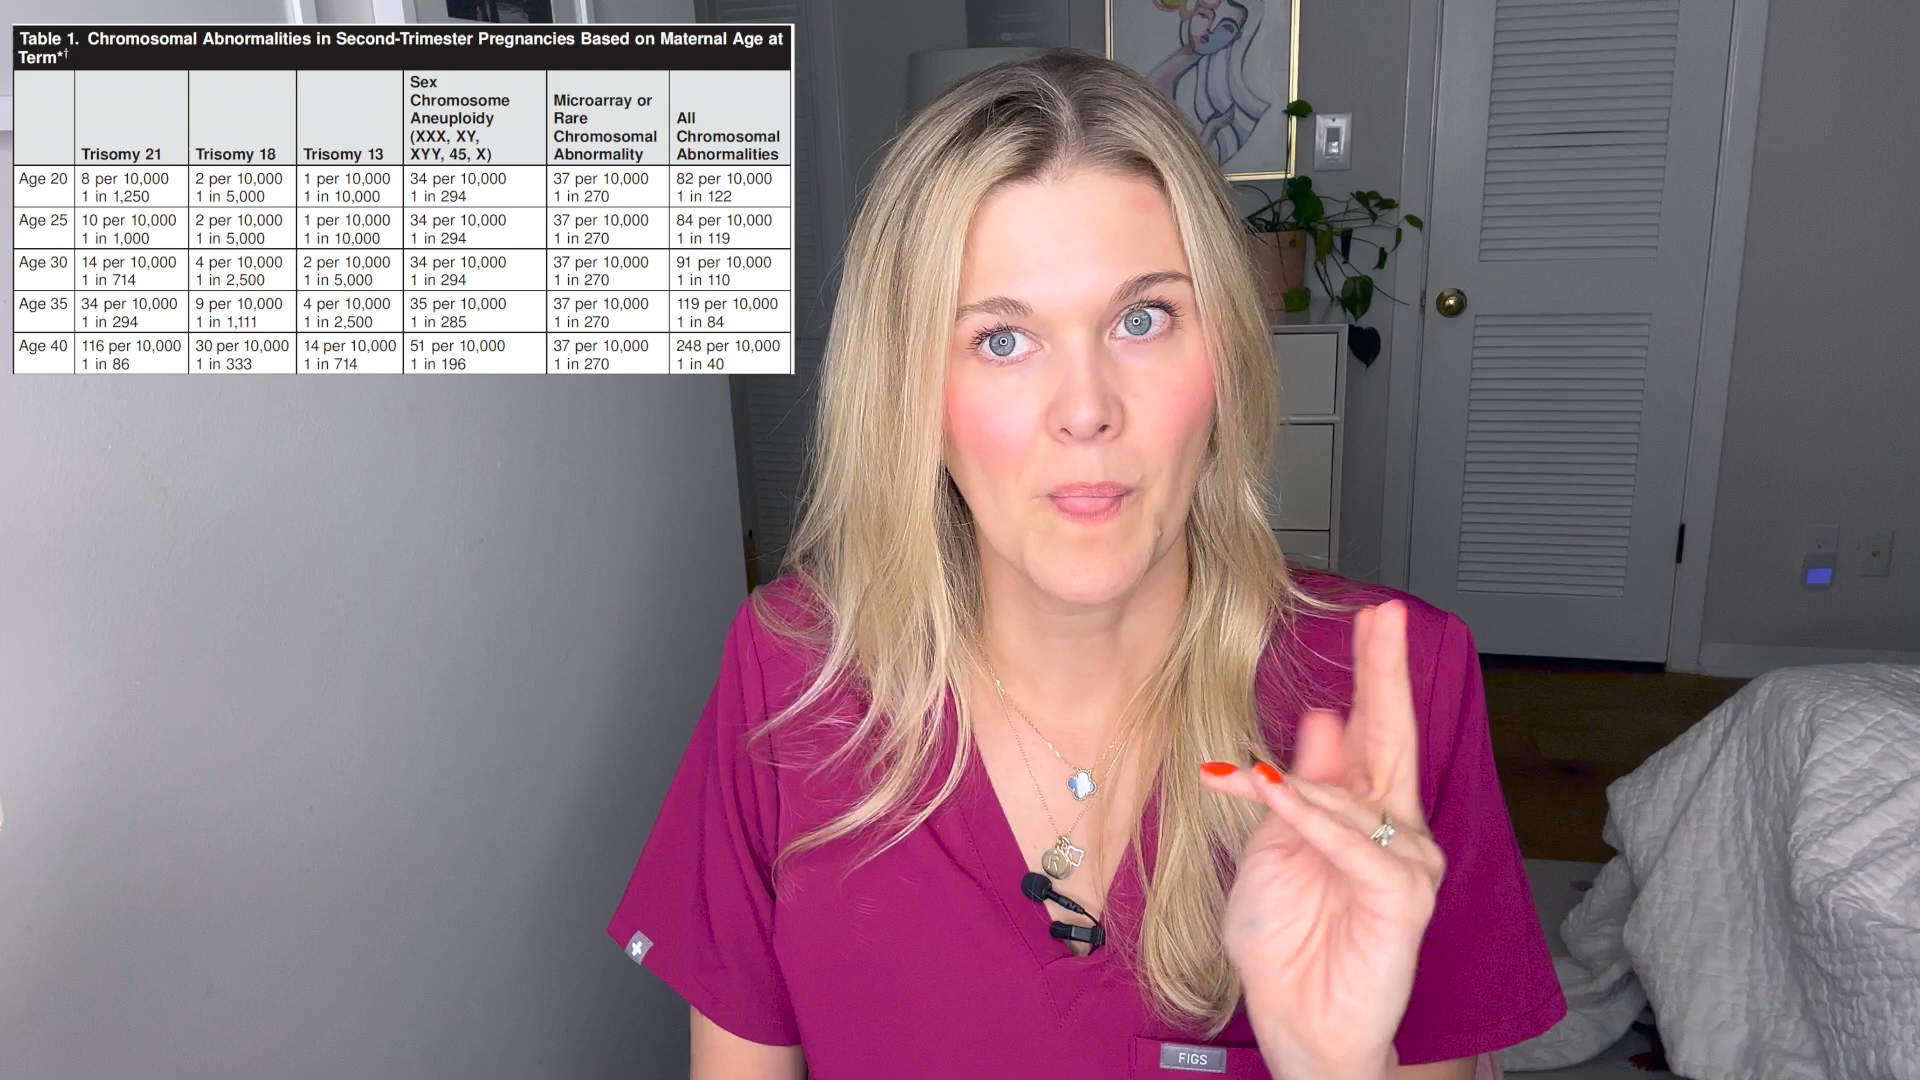 Table 1. Chromosomal Abnormalities in Second-Trimester Pregnancies Based on Maternal Age at
Term*†
Trisomy 21
Trisomy 18
Trisomy 13
Sex
Chromosome
Aneuploidy
(XXX, XY,
XYY, 45, X)
Microarray or
Rare
Chromosomal
Abnormality
All
Chromosomal
Abnormalities
Age 20 8 per 10,000 2 per 10,000 1 per 10,000 34 per 10,000 37 per 10,000 82 per 10,000
1 in 1,250 1 in 5,000 1 in 10,000 1 in 294 1 in 270 1 in 122
Age 25 10 per 10,000 2 per 10,000 1 per 10,000 34 per 10,000 37 per 10,000 84 per 10,000
1 in 1,000 1 in 5,000 1 in 10,000 1 in 294 1 in 270 1 in 119
Age 30 14 per 10,000 4 per 10,000 2 per 10,000 34 per 10,000 37 per 10,000 91 per 10,000
1 in 714 1 in 2,500 1 in 5,000 1 in 294 1 in 270 1 in 110
Age 35 34 per 10,000 9 per 10,000 4 per 10,000 35 per 10,000 37 per 10,000 119 per 10,000
1 in 294 1 in 1,111 1 in 2,500 1 in 285 1 in 270 1 in 84
Age 40 116 per 10,000 30 per 10,000 14 per 10,000 51 per 10,000 37 per 10,000 248 per 10,000
1 in 86 1 in 333 1 in 714 1 in 196 1 in 270 1 in 40
R
FIGS